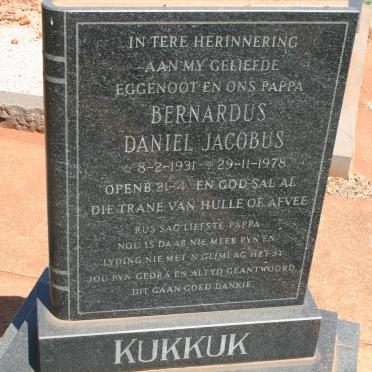 IN TERE HERINNERING
AAN MY GELIEFDE
EGGENOOT EN ONS PAPPA
BERNARDUS
DANIEL JACOBUS
☆ 8-2-1931 ✞ 29-11-1978
OPENB 21-4 EN GOD SAL AL
DIE TRANE VAN HULLE OE AFVEE
RUS SAG LIEFSTE PAPPA
NOU IS DAAR NIE MEER PYN EN
LYDING NIE MET 'N GLIMLAG HET JY
JOU PYN GEDRA EN ALTYD GEANTWOORD
DIT GAAN GOED DANKIE.
KUKKUK